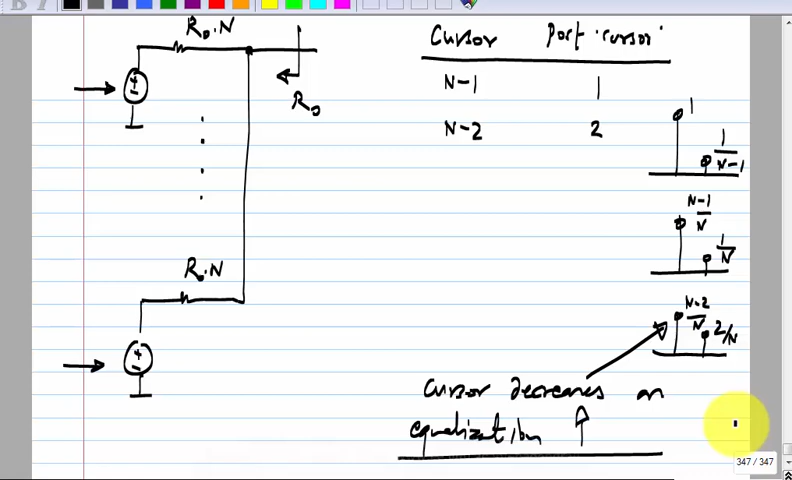 R₀.N
R₀
R₀.N
Cursor Post 'cursor'
N-1 1
N-2 2
1
1/N-1
N-1/N
1/N
N-2/N
2/N
Cursor decreases as
equalization ↑
347 / 347